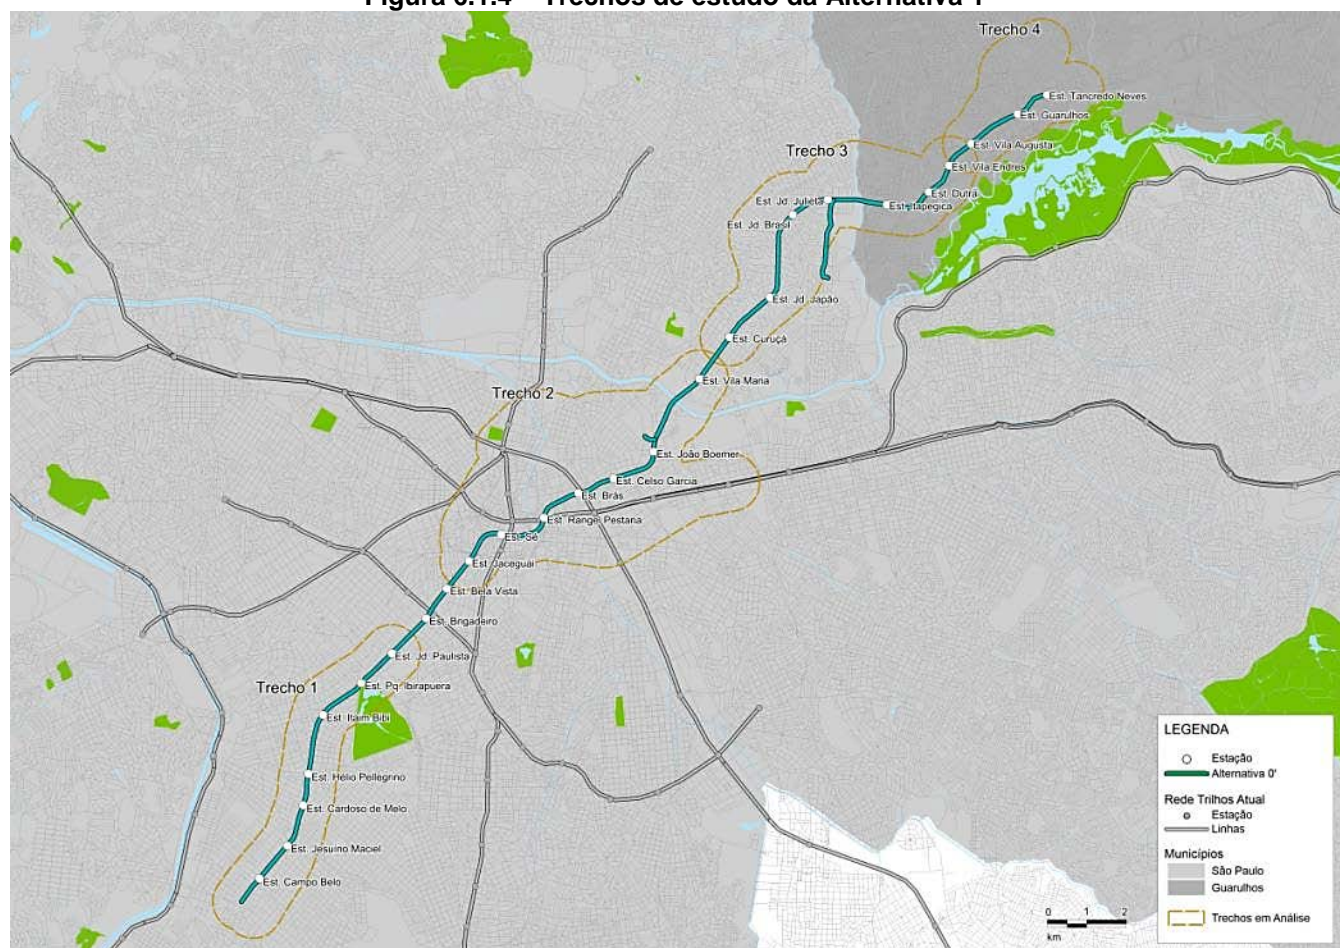 Figura 6.1.4 – Trechos de estudo da Alternativa 1
Trecho 4
Est. Tancredo Neves
Est. Guarulhos
Est. Vila Augusta
Trecho 3
Est. Vila Endres
Est. Dutra
Est. Jd. Julieta
Est. Itapegica
Est. Jd. Brasil
Est. Jd. Japão
Est. Curuçá
Est. Vila Maria
Trecho 2
Est. João Boemer
Est. Celso Garcia
Est. Brás
Est. Rangel Pestana
Est. Sé
Est. Jaceguai
Est. Bela Vista
Est. Brigadeiro
Est. Jd. Paulista
Trecho 1
Est. Pq. Ibirapuera
Est. Itaim Bibi
Est. Hélio Pellegrino
Est. Cardoso de Melo
Est. Jesuíno Maciel
Est. Campo Belo
LEGENDA
Estação
Alternativa 0'
Rede Trilhos Atual
Estação
Linhas
Municípios
São Paulo
Guarulhos
Trechos em Análise
0 1 2
km